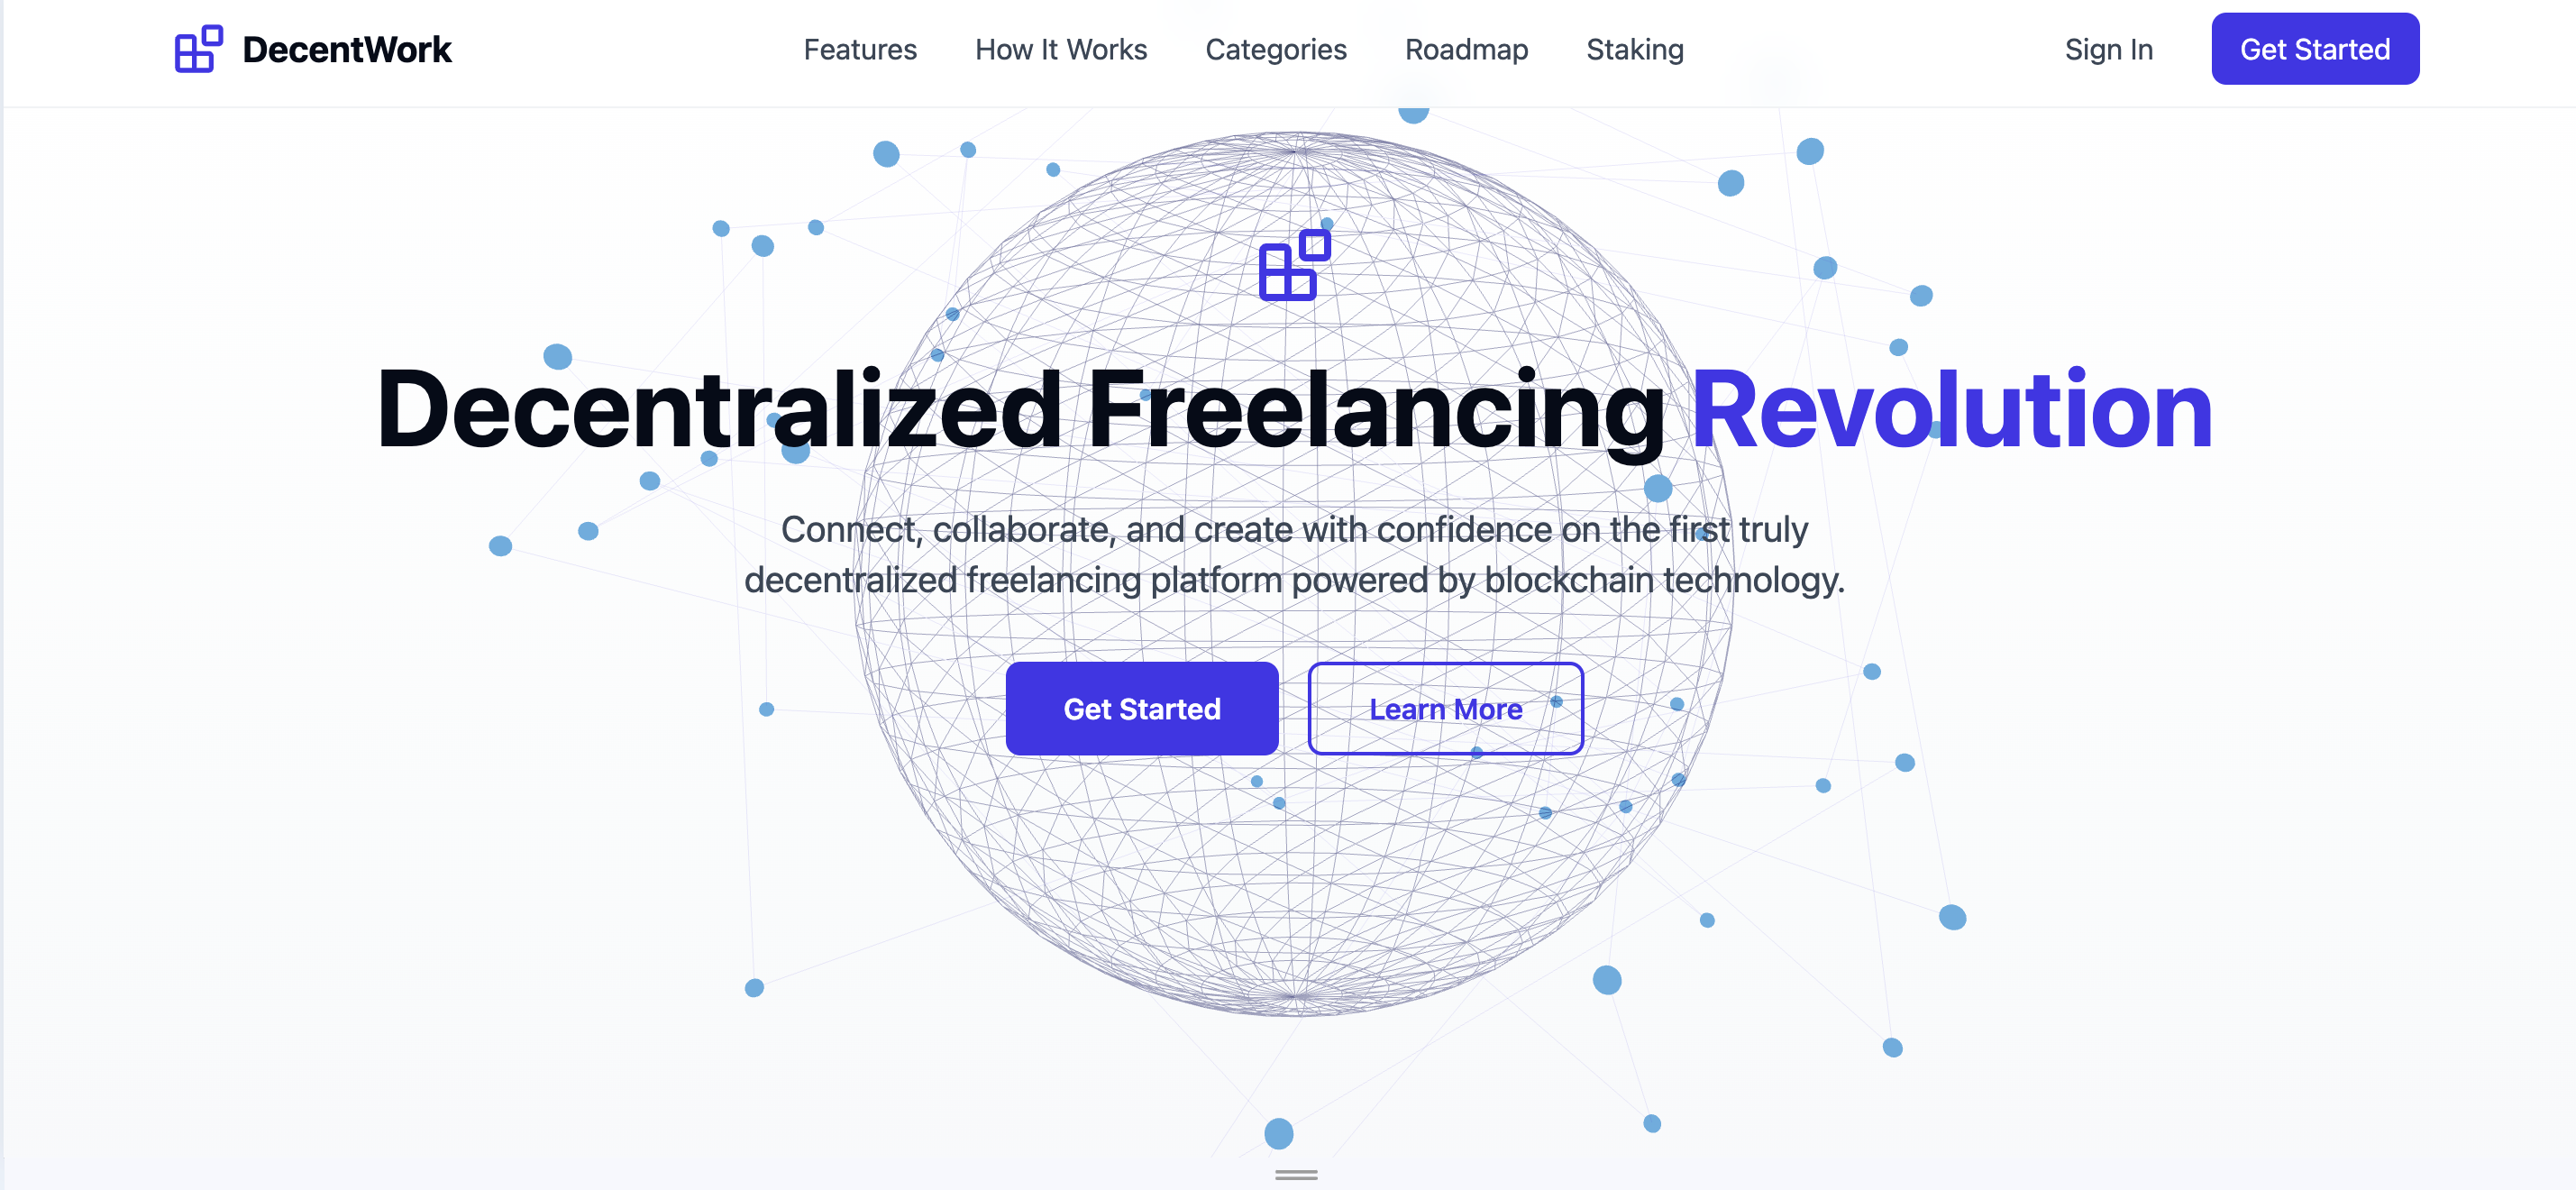 DecentWork
Features
How It Works
Categories
Roadmap
Staking
Sign In
Get Started
Decentralized Freelancing Revolution
Connect, collaborate, and create with confidence on the first truly
decentralized freelancing platform powered by blockchain technology.
Get Started
Learn More